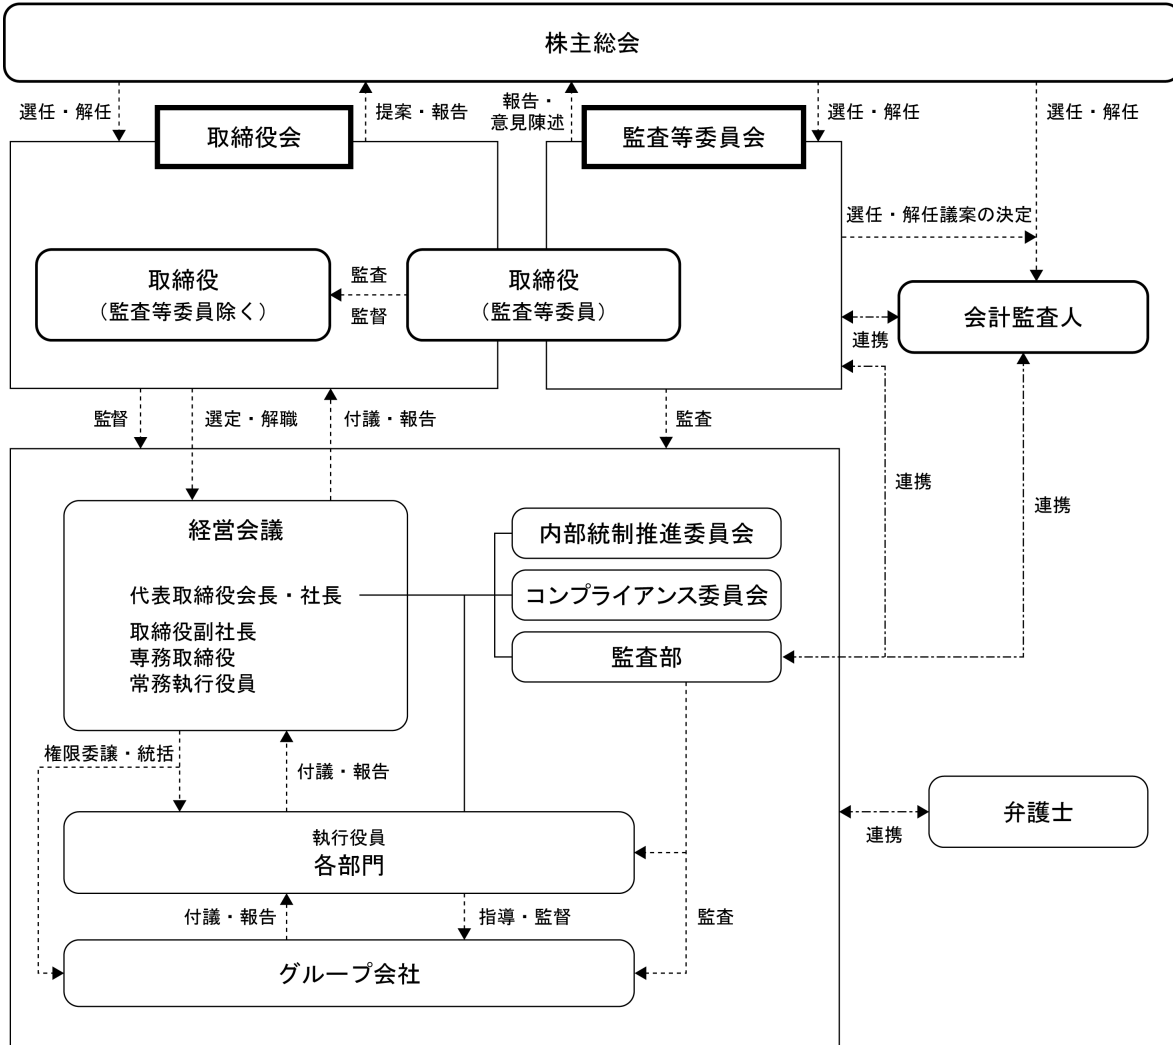 株主総会
選任・解任
提案・報告
報告・
意見陳述
選任・解任
選任・解任
取締役会
監査等委員会
選任・解任議案の決定
取締役
（監査等委員除く）
監査
監督
取締役
（監査等委員）
会計監査人
連携
監督
選定・解職
付議・報告
監査
連携
連携
経営会議
代表取締役会長・社長
取締役副社長
専務取締役
常務執行役員
内部統制推進委員会
コンプライアンス委員会
監査部
権限委譲・統括
付議・報告
弁護士
連携
執行役員
各部門
付議・報告
指導・監督
監査
グループ会社